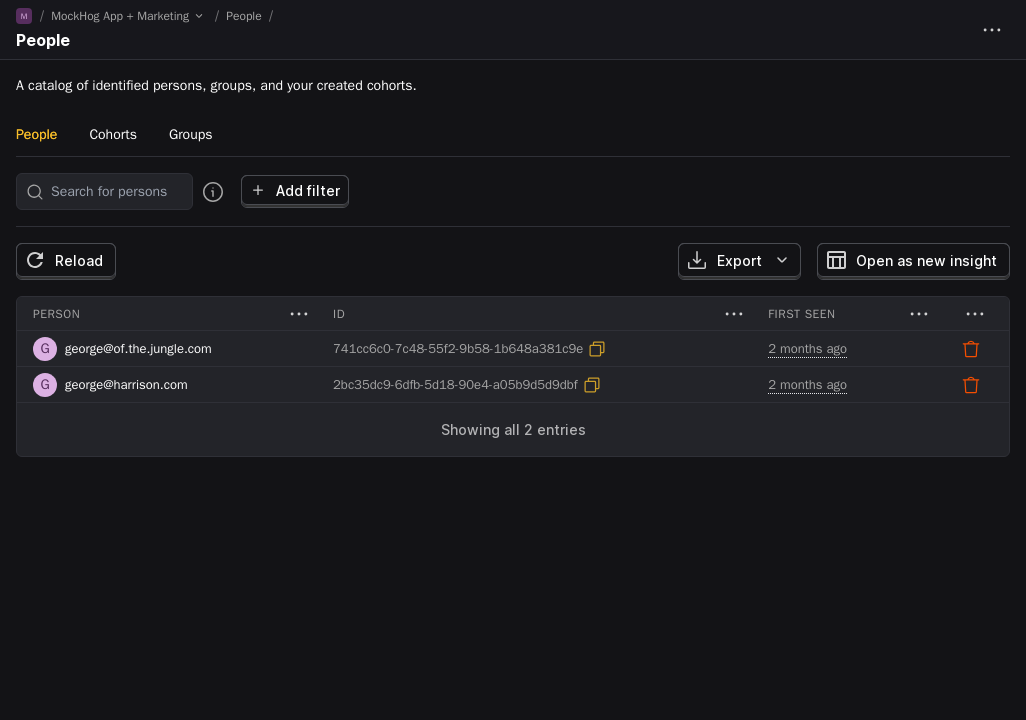 M / MockHog App + Marketing / People /
People
A catalog of identified persons, groups, and your created cohorts.
People Cohorts Groups
Search for persons + Add filter
Reload Export Open as new insight
PERSON ID FIRST SEEN
G george@of.the.jungle.com 741cc6c0-7c48-55f2-9b58-1b648a381c9e 2 months ago
G george@harrison.com 2bc35dc9-6dfb-5d18-90e4-a05b9d5d9dbf 2 months ago
Showing all 2 entries